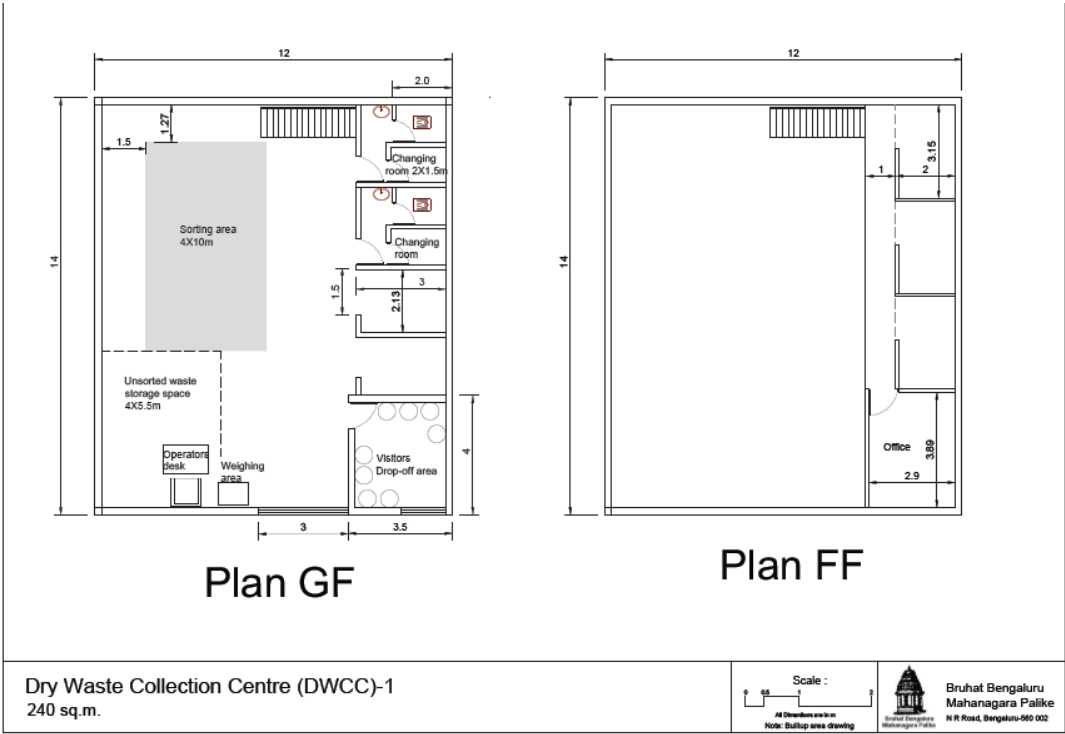 12
2.0
1.27
1.5
Changing
room 2X1.5m
Sorting area
4X10m
14
Changing
room
3
1.5
2.13
Unsorted waste
storage space
4X5.5m
Operators
desk
Weighing
area
Visitors
Drop-off area
4
3
3.5
Plan GF
12
3.15
1
2
14
Office
3.89
2.9
Plan FF
Dry Waste Collection Centre (DWCC)-1
240 sq.m.
Scale :
0 0.5 1 2
All Dimensions are in m
Note: Builtup area drawing
Bruhat Bengaluru
Mahanagara Palike
Bruhat Bengaluru
Mahanagara Palike
N R Road, Bengaluru-560 002